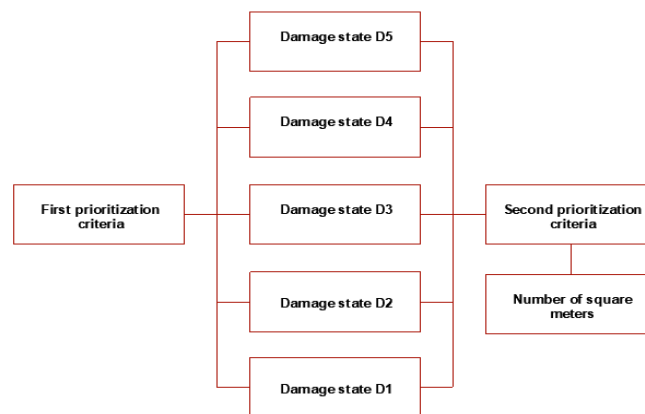 Damage state D5
Damage state D4
First prioritization
criteria
Damage state D3
Second prioritization
criteria
Damage state D2
Number of square
meters
Damage state D1